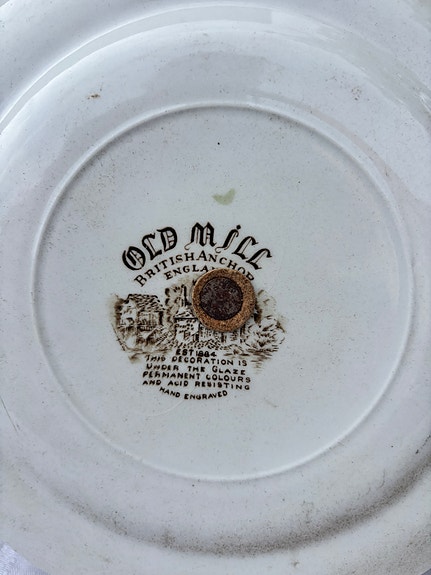 OLD MILL
BRITISH ANCHOR
ENGLAND
EST 1884
THIS DECORATION IS
UNDER THE GLAZE
PERMANENT COLOURS
AND ACID RESISTING
HAND ENGRAVED